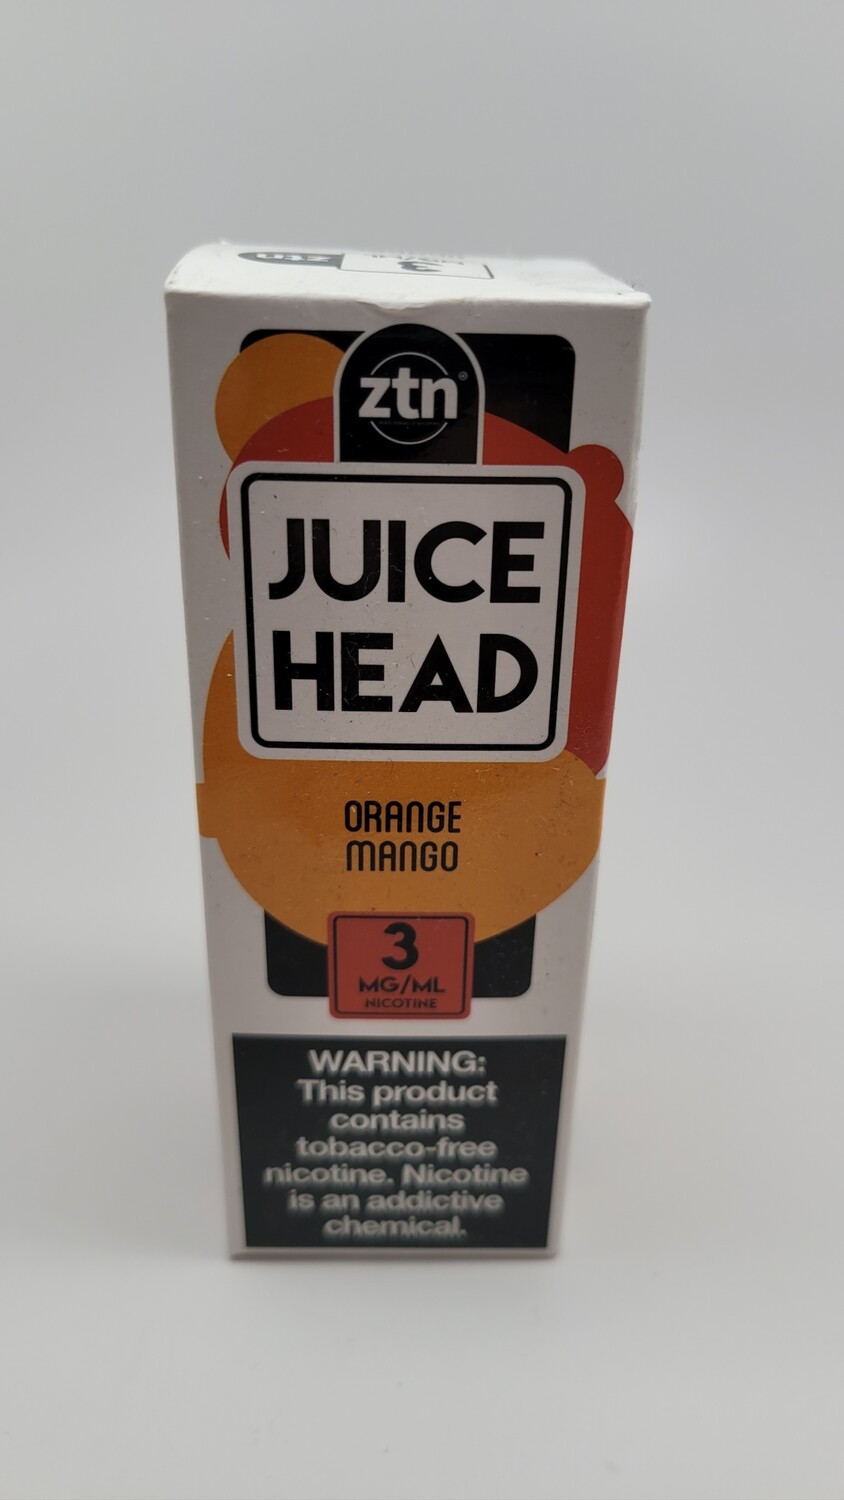 ztn
ztn®
JUICE
HEAD
ORANGE
MANGO
3
MG/ML
NICOTINE
WARNING:
This product
contains
tobacco-free
nicotine. Nicotine
is an addictive
chemical.